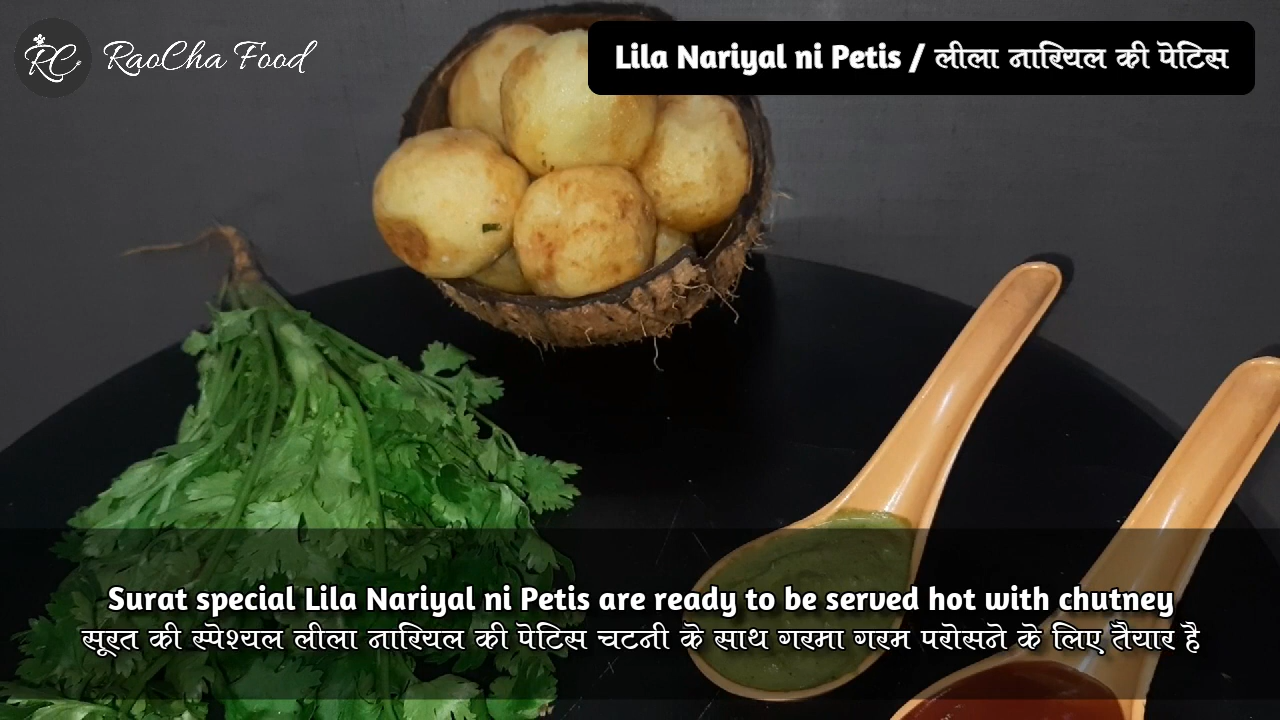 RC RaoCha Food
Lila Nariyal ni Petis / लीला नारियल की पेटिस
Surat special Lila Nariyal ni Petis are ready to be served hot with chutney
सूरत की स्पेश्यल लीला नारियल की पेटिस चटनी के साथ गरमा गरम परोसने के लिए तैयार है